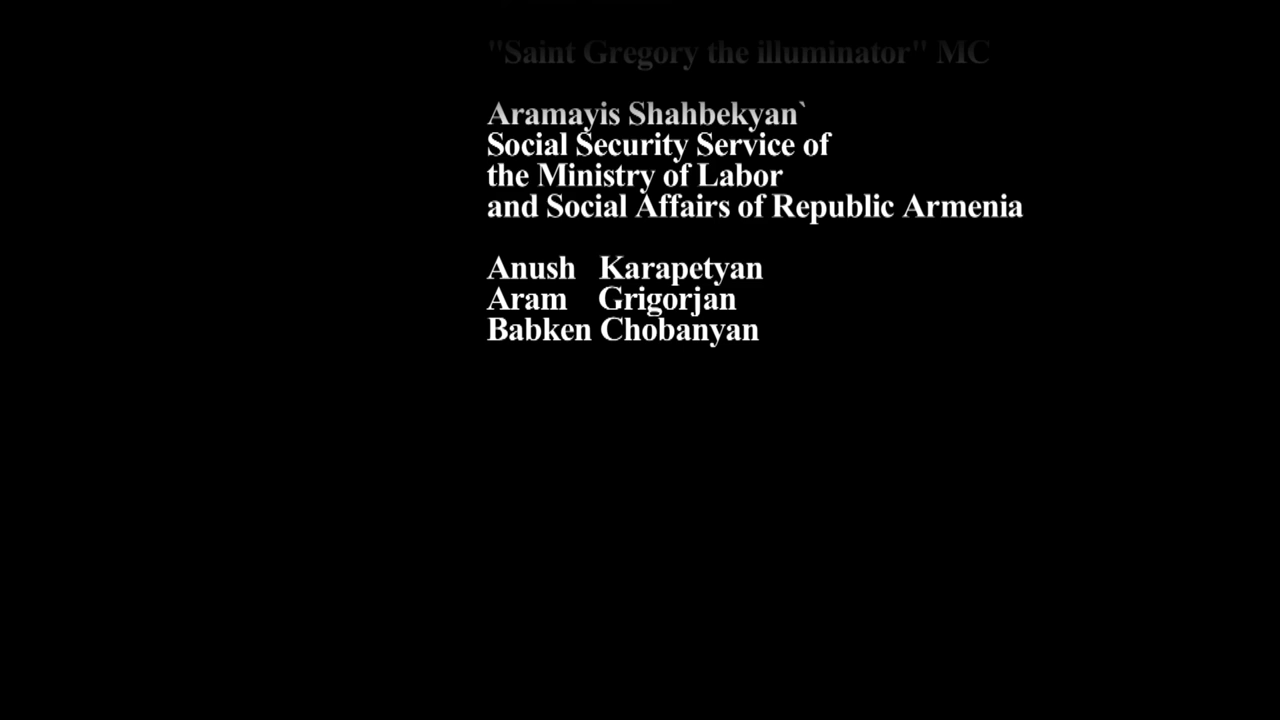 "Saint Gregory the illuminator" MC
Aramayis Shahbekyan`
Social Security Service of
the Ministry of Labor
and Social Affairs of Republic Armenia
Anush Karapetyan
Aram Grigorjan
Babken Chobanyan